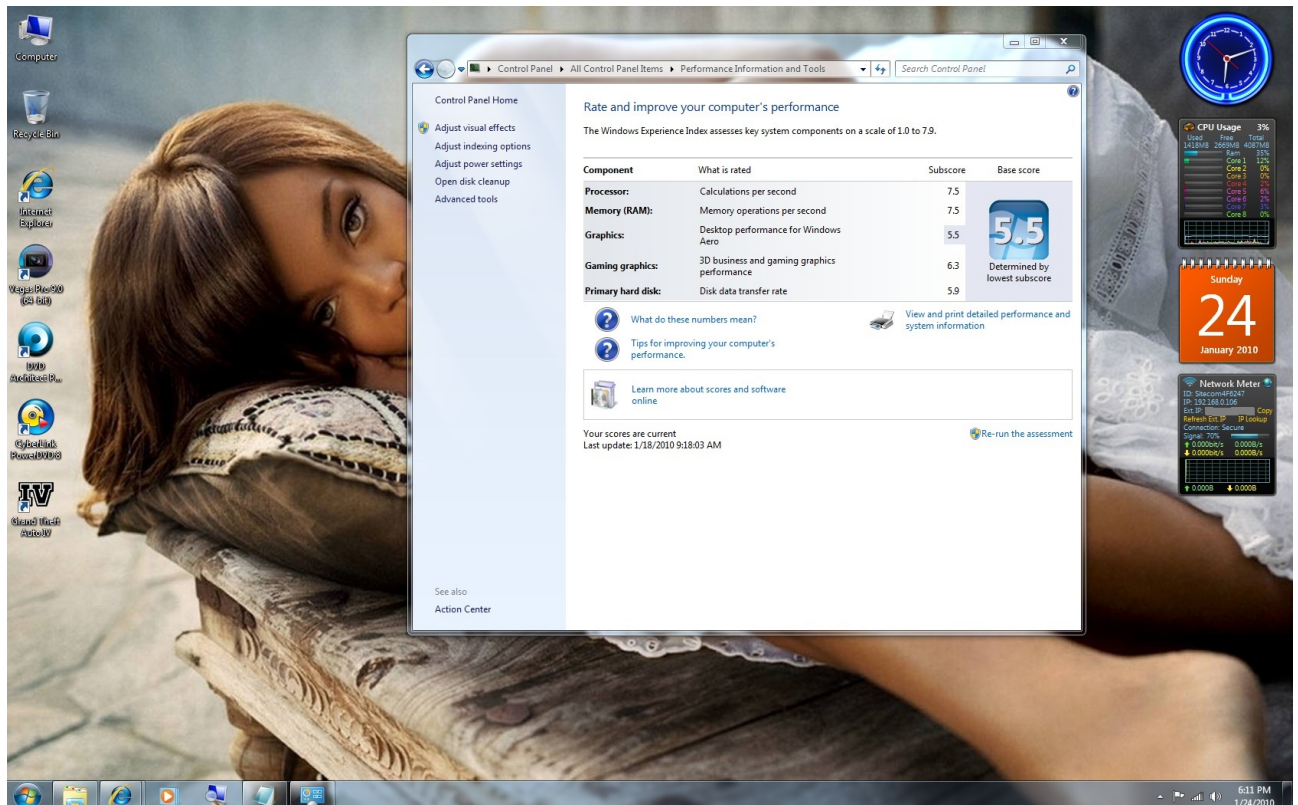 Computer
Recycle Bin
Internet
Explorer
Vegas Pro 9.0
(64-bit)
DVD
Architect P...
CyberLink
PowerDVD 8
IV
Grand Theft
Auto IV
Control Panel
All Control Panel Items
Performance Information and Tools
Search Control Panel
Control Panel Home
Adjust visual effects
Adjust indexing options
Adjust power settings
Open disk cleanup
Advanced tools
See also
Action Center
Rate and improve your computer's performance
The Windows Experience Index assesses key system components on a scale of 1.0 to 7.9.
Component What is rated Subscore Base score
Processor: Calculations per second 7.5
Memory (RAM): Memory operations per second 7.5
Graphics: Desktop performance for Windows
Aero 5.5
Gaming graphics: 3D business and gaming graphics
performance 6.3
Primary hard disk: Disk data transfer rate 5.9
5.5
Determined by
lowest subscore
What do these numbers mean?
Tips for improving your computer's
performance.
View and print detailed performance and
system information
Learn more about scores and software
online
Your scores are current
Last update: 1/18/2010 9:18:03 AM
Re-run the assessment
CPU Usage 3%
Used Free Total
1418MB 2669MB 4087MB
Ram 35%
Core 1 12%
Core 2 0%
Core 3 0%
Core 4 2%
Core 5 6%
Core 6 2%
Core 7 3%
Core 8 0%
Sunday
24
January 2010
Network Meter
ID: Sitecom4F6247
IP: 192.168.0.106
Ext. IP: Copy
Refresh Ext. IP IP Lookup
Connection: Secure
Signal: 70%
0.000bit/s 0.000B/s
0.000bit/s 0.000B/s
0.000B 0.000B
6:11 PM
1/24/2010